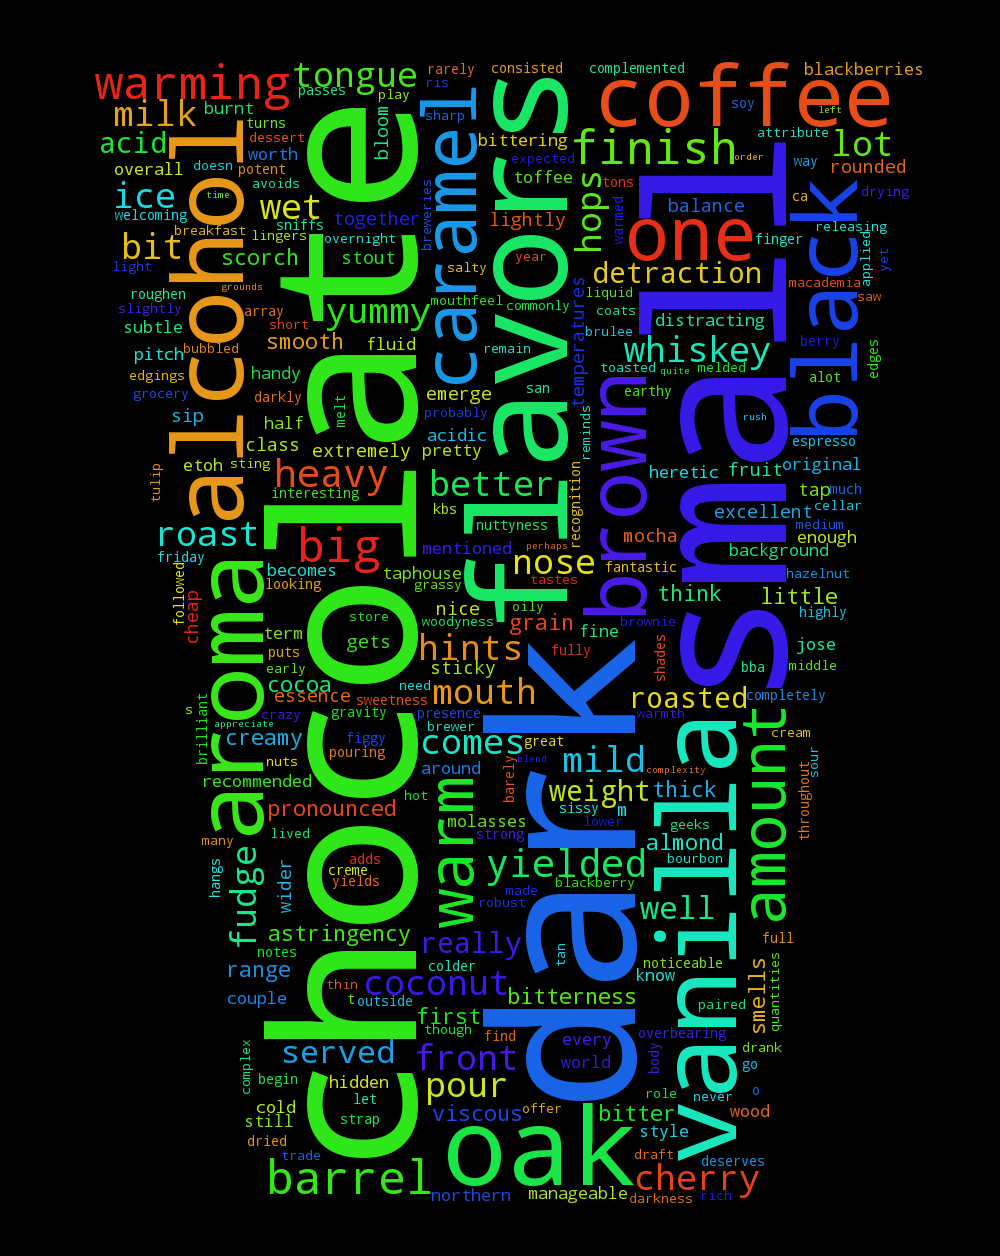 warming
tongue
rarely
consisted
complemented
coffee
blackberries
passes
ris
milk
burnt
play
sharp
soy
left
acid
turns
bloom
caramel
bittering
finish
order
attribute
lot
dessert
overall
doesn
worth
potent
expected
way
rounded
ice
alcohol
avoids
toffee
hops
tons
ca
drying
time
wet
chocolate
flavors
small
black
welcoming
sniffs
together
breweries
lightly
warmed
balance
releasing
breakfast
lingers
overnight
one
finger
applied
bit
scorch
stout
year
yet
light
grounds
salty
detraction
macademia
roughen
mouthfeel
commonly
liquid
saw
slightly
array
yummy
temperatures
coats
subtle
short
distracting
smooth
fluid
remain
brulee
berry
edges
pitch
bubbled
whiskey
edgings
handy
toasted
quite
melded
alot
grocery
darkly
emerge
san
earthy
sip
melt
probably
reminds
rush
half
acidic
espresso
class
extremely
pretty
brown
etoh
sting
heretic
fruit
original
tulip
heavy
better
recognition
tap
much
interesting
kbs
cellar
roast
nuttyness
excellent
medium
big
mentioned
perhaps
mocha
enough
friday
nose
background
becomes
taphouse
fantastic
hazelnut
followed
aroma
looking
grassy
tastes
think
little
cheap
nice
oily
highly
store
woodyness
grain
brownie
term
gets
hints
fine
jose
puts
fully
shades
early
sticky
bba
middle
cocoa
need
essence
sweetness
mouth
roasted
completely
s
brilliant
crazy
gravity
presence
dark
warmth
amount
appreciate
brewer
vanilla
creamy
figgy
comes
great
cream
nuts
pouring
blend
mild
sour
around
barely
complexity
throughout
recommended
hot
warm
weight
thick
pronounced
sissy
m
molasses
lower
geeks
many
lived
strong
almond
adds
yielded
bourbon
hangs
fudge
wider
creme
yields
made
blackberry
robust
well
astringency
really
tan
full
notes
colder
noticeable
range
thin
coconut
know
smells
quantities
couple
t
outside
bitterness
paired
first
though
find
overbearing
complex
served
front
every
body
drank
world
go
begin
hidden
pour
role
never
o
let
cold
viscous
offer
bitter
wood
still
strap
oak
style
dried
trade
draft
deserves
barrel
northern
manageable
cherry
darkness
rich